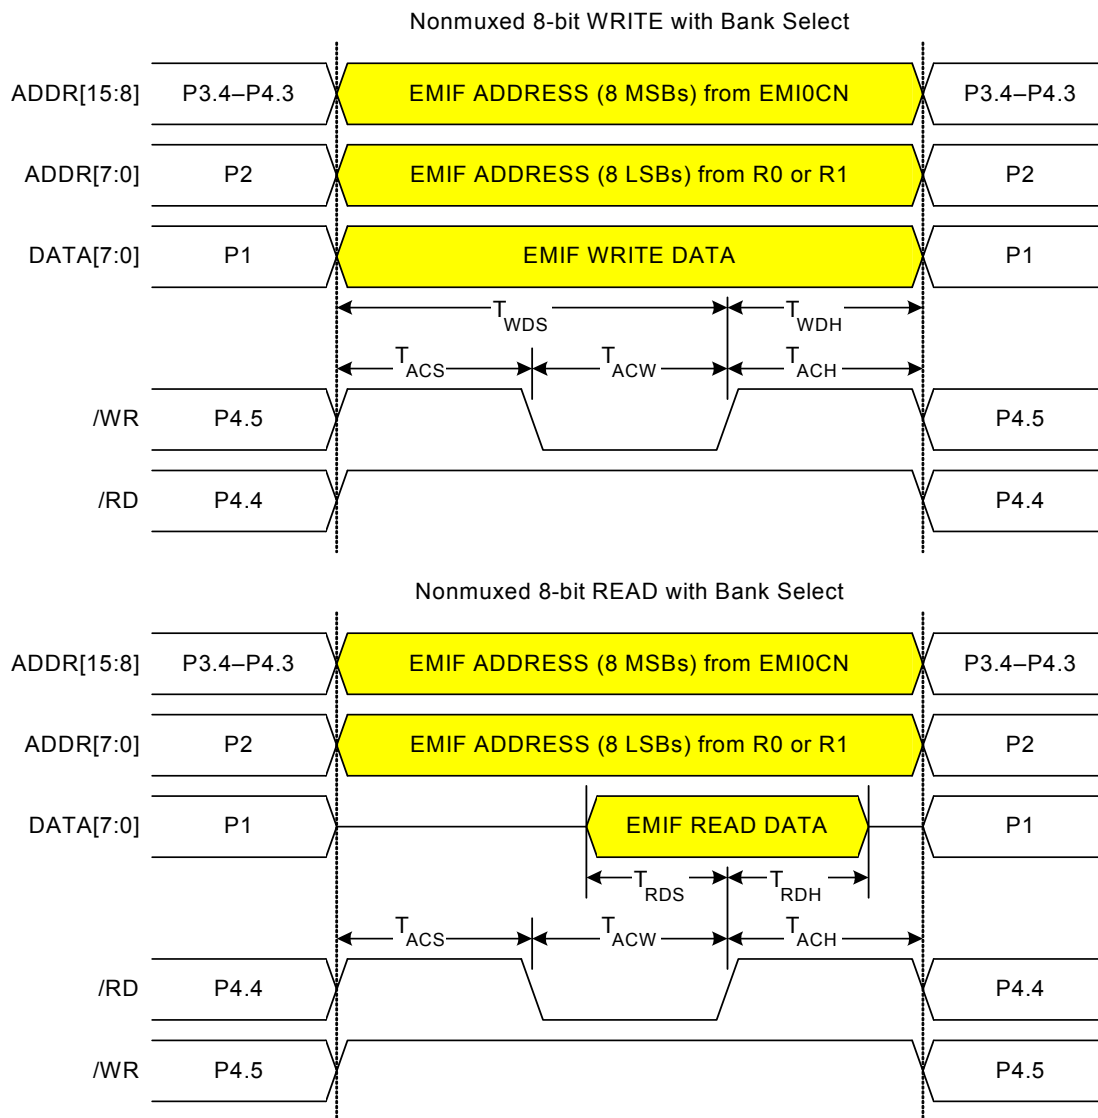 Nonmuxed 8-bit WRITE with Bank Select
ADDR[15:8] P3.4–P4.3 EMIF ADDRESS (8 MSBs) from EMI0CN P3.4–P4.3
ADDR[7:0] P2 EMIF ADDRESS (8 LSBs) from R0 or R1 P2
DATA[7:0] P1 EMIF WRITE DATA P1
TWDS TWDH
TACS TACW TACH
/WR P4.5 P4.5
/RD P4.4 P4.4
Nonmuxed 8-bit READ with Bank Select
ADDR[15:8] P3.4–P4.3 EMIF ADDRESS (8 MSBs) from EMI0CN P3.4–P4.3
ADDR[7:0] P2 EMIF ADDRESS (8 LSBs) from R0 or R1 P2
DATA[7:0] P1 EMIF READ DATA P1
TRDS TRDH
TACS TACW TACH
/RD P4.4 P4.4
/WR P4.5 P4.5